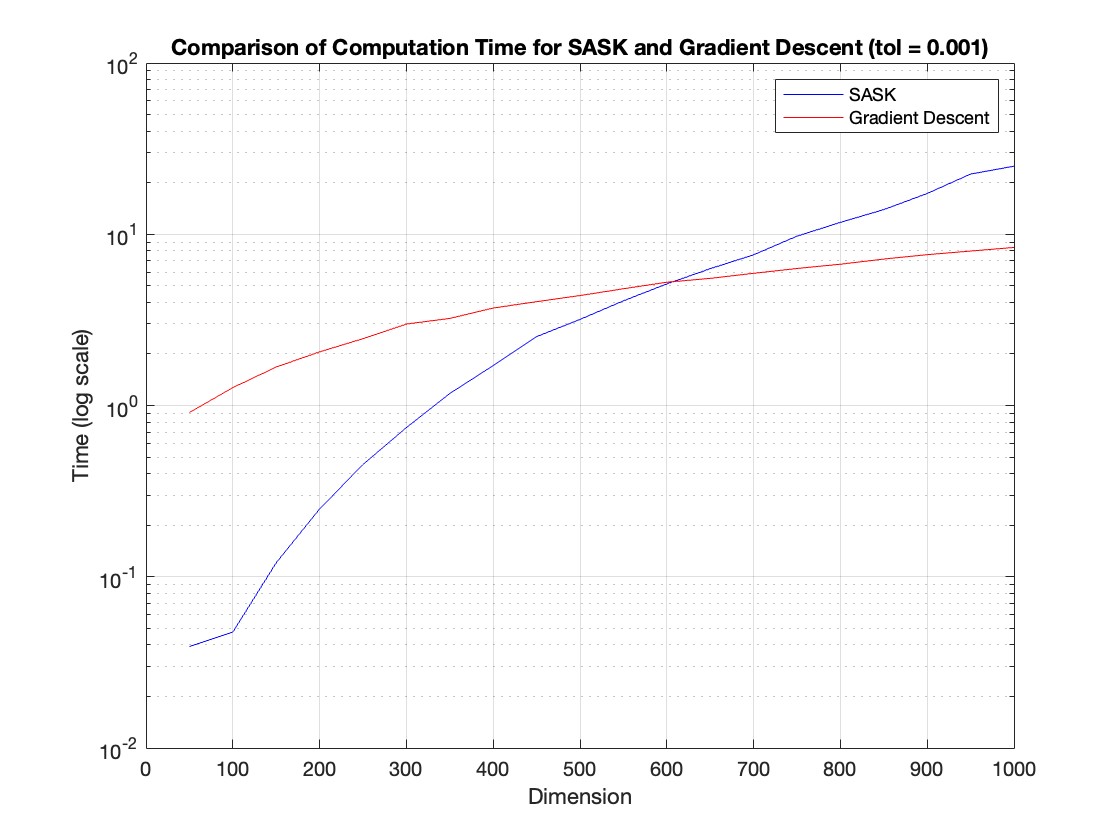 Comparison of Computation Time for SASK and Gradient Descent (tol = 0.001)
SASK
Gradient Descent
10^2
10^1
10^0
10^-1
10^-2
Time (log scale)
0 100 200 300 400 500 600 700 800 900 1000
Dimension